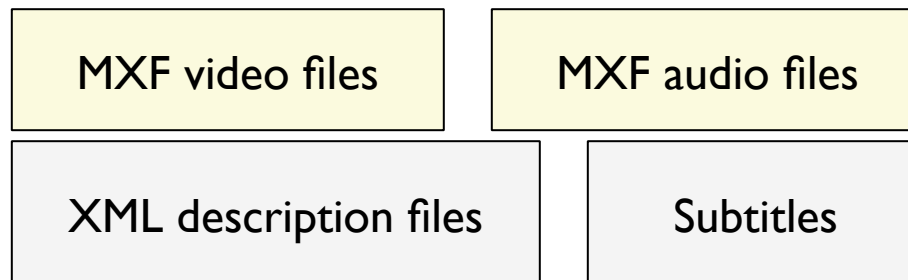 MXF video files
MXF audio files
XML description files
Subtitles